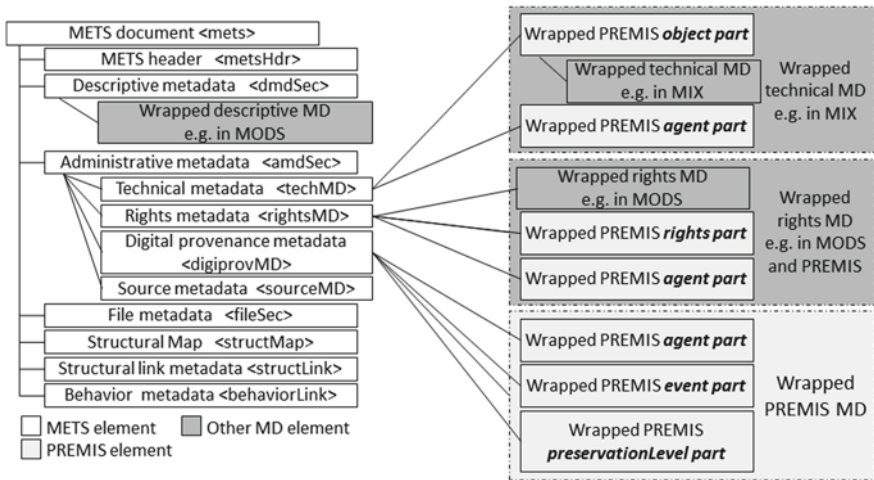 METS document <mets>
METS header <metsHdr>
Descriptive metadata <dmdSec>
Wrapped descriptive MD
e.g. in MODS
Administrative metadata <amdSec>
Technical metadata <techMD>
Rights metadata <rightsMD>
Digital provenance metadata
<digiprovMD>
Source metadata <sourceMD>
File metadata <fileSec>
Structural Map <structMap>
Structural link metadata <structLink>
Behavior metadata <behaviorLink>
METS element
Other MD element
PREMIS element
Wrapped PREMIS object part
Wrapped technical MD
e.g. in MIX
Wrapped PREMIS agent part
Wrapped
technical MD
e.g. in MIX
Wrapped rights MD
e.g. in MODS
Wrapped PREMIS rights part
Wrapped PREMIS agent part
Wrapped
rights MD
e.g. in MODS
and PREMIS
Wrapped PREMIS agent part
Wrapped PREMIS event part
Wrapped PREMIS
preservationLevel part
Wrapped
PREMIS MD